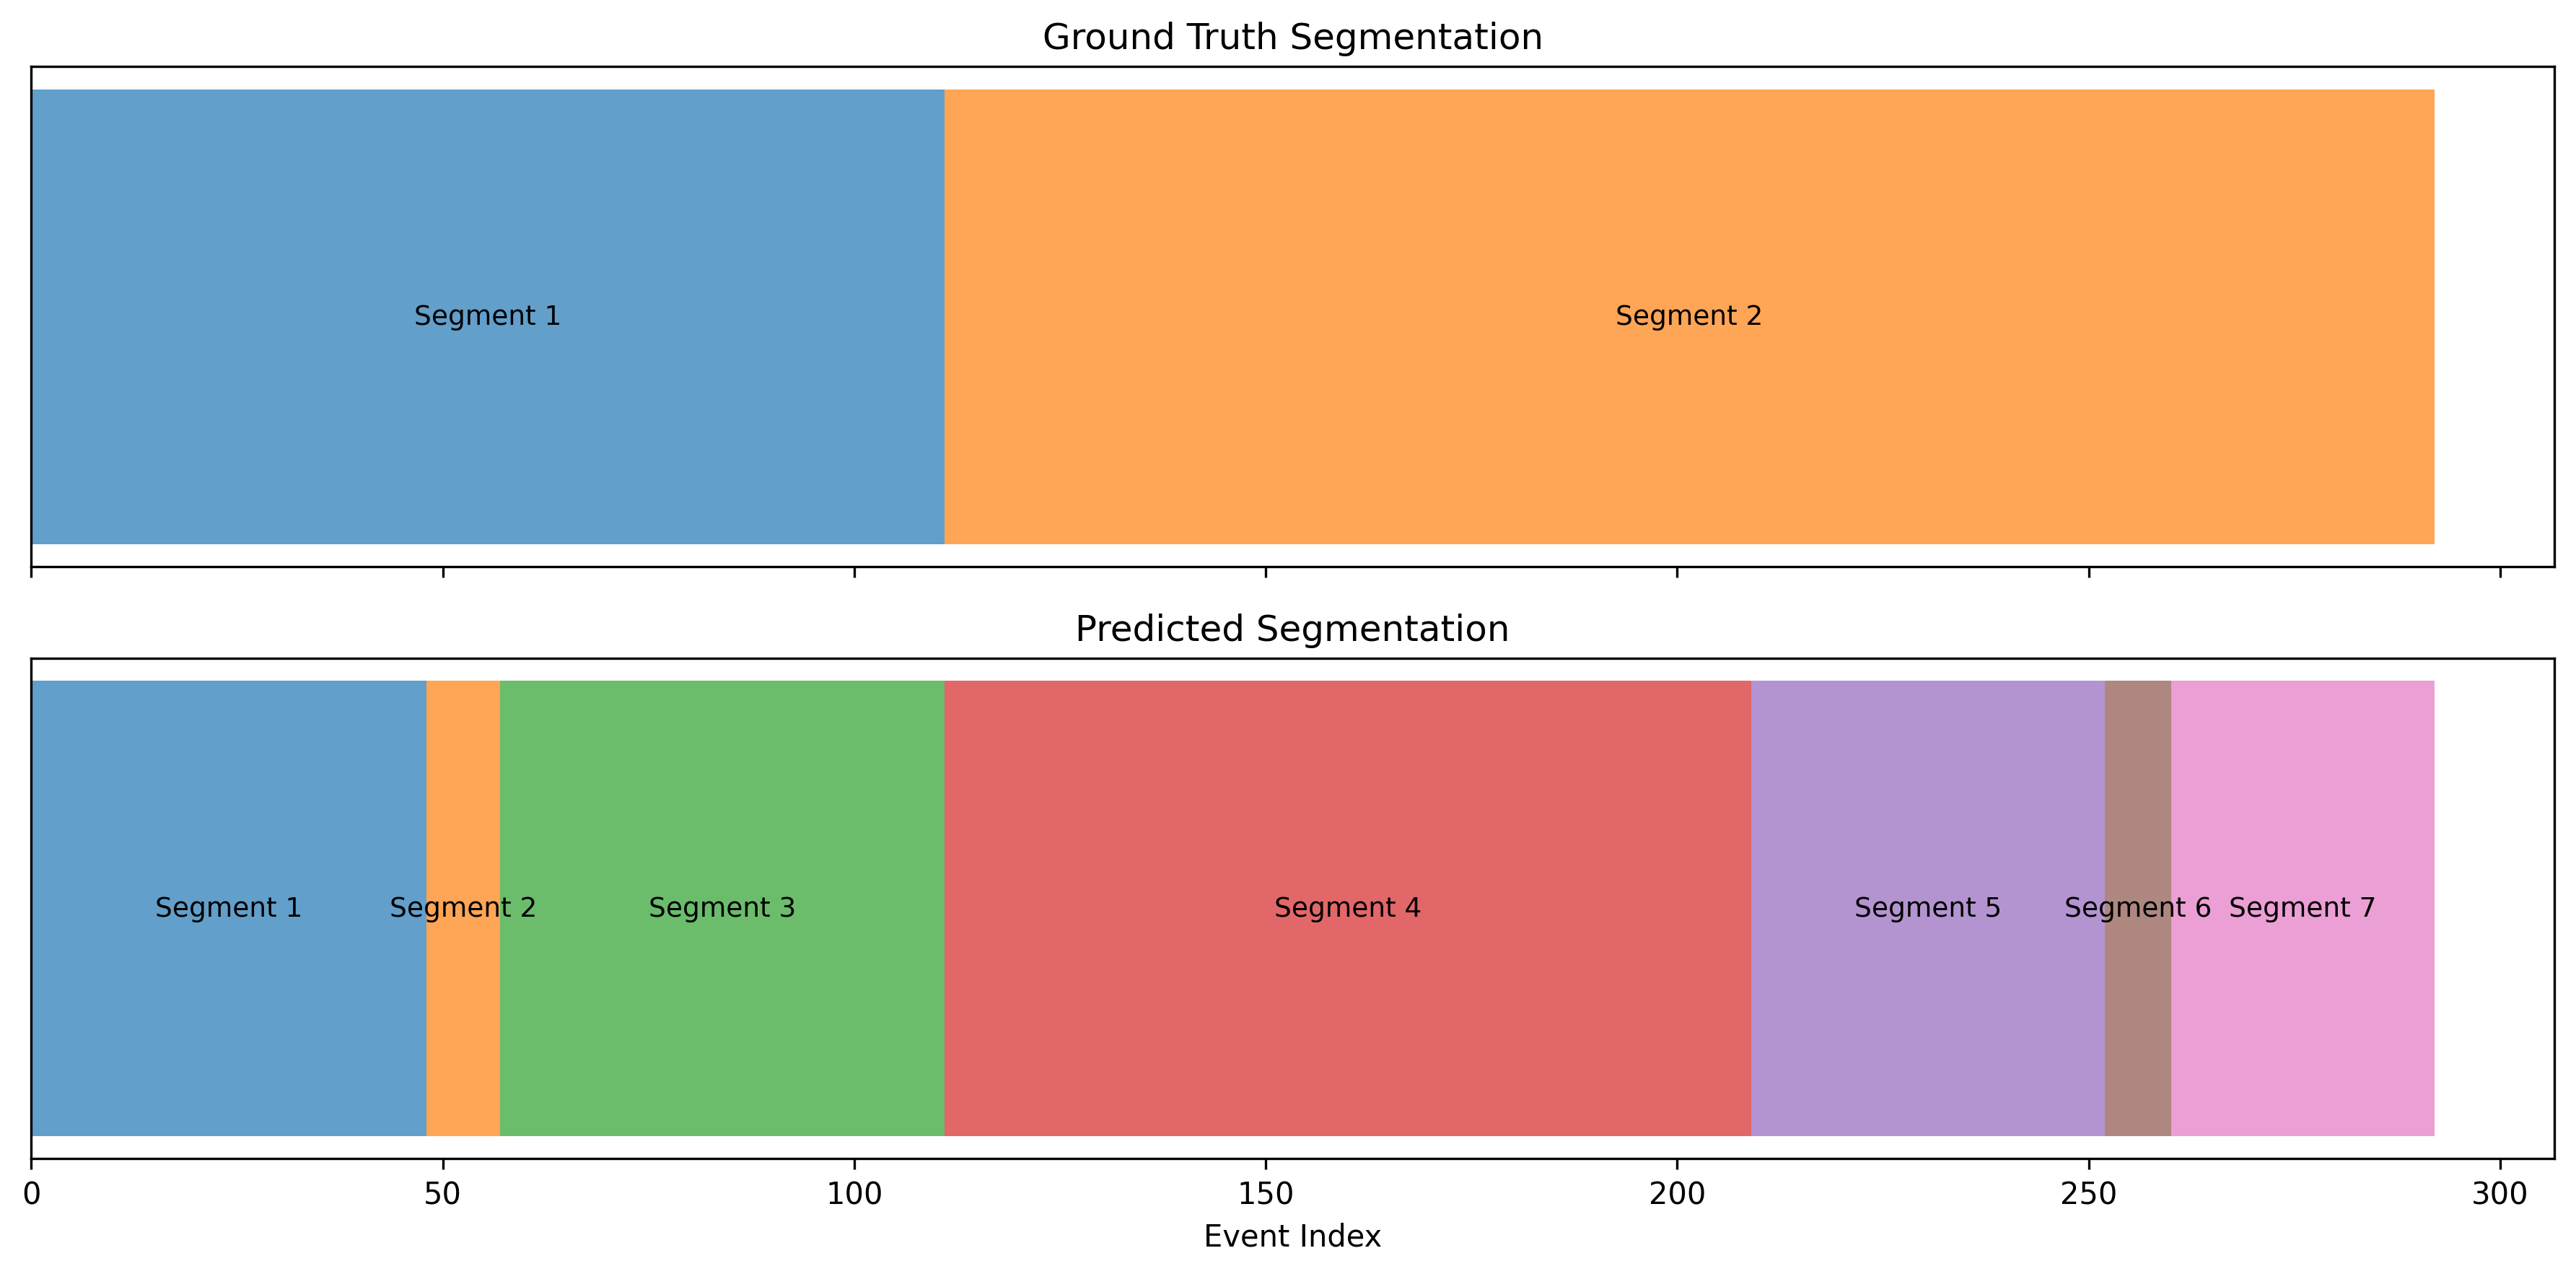 Ground Truth Segmentation
Segment 1 Segment 2
Predicted Segmentation
Segment 1 Segment 2 Segment 3 Segment 4 Segment 5 Segment 6 Segment 7
0 50 100 150 200 250 300
Event Index